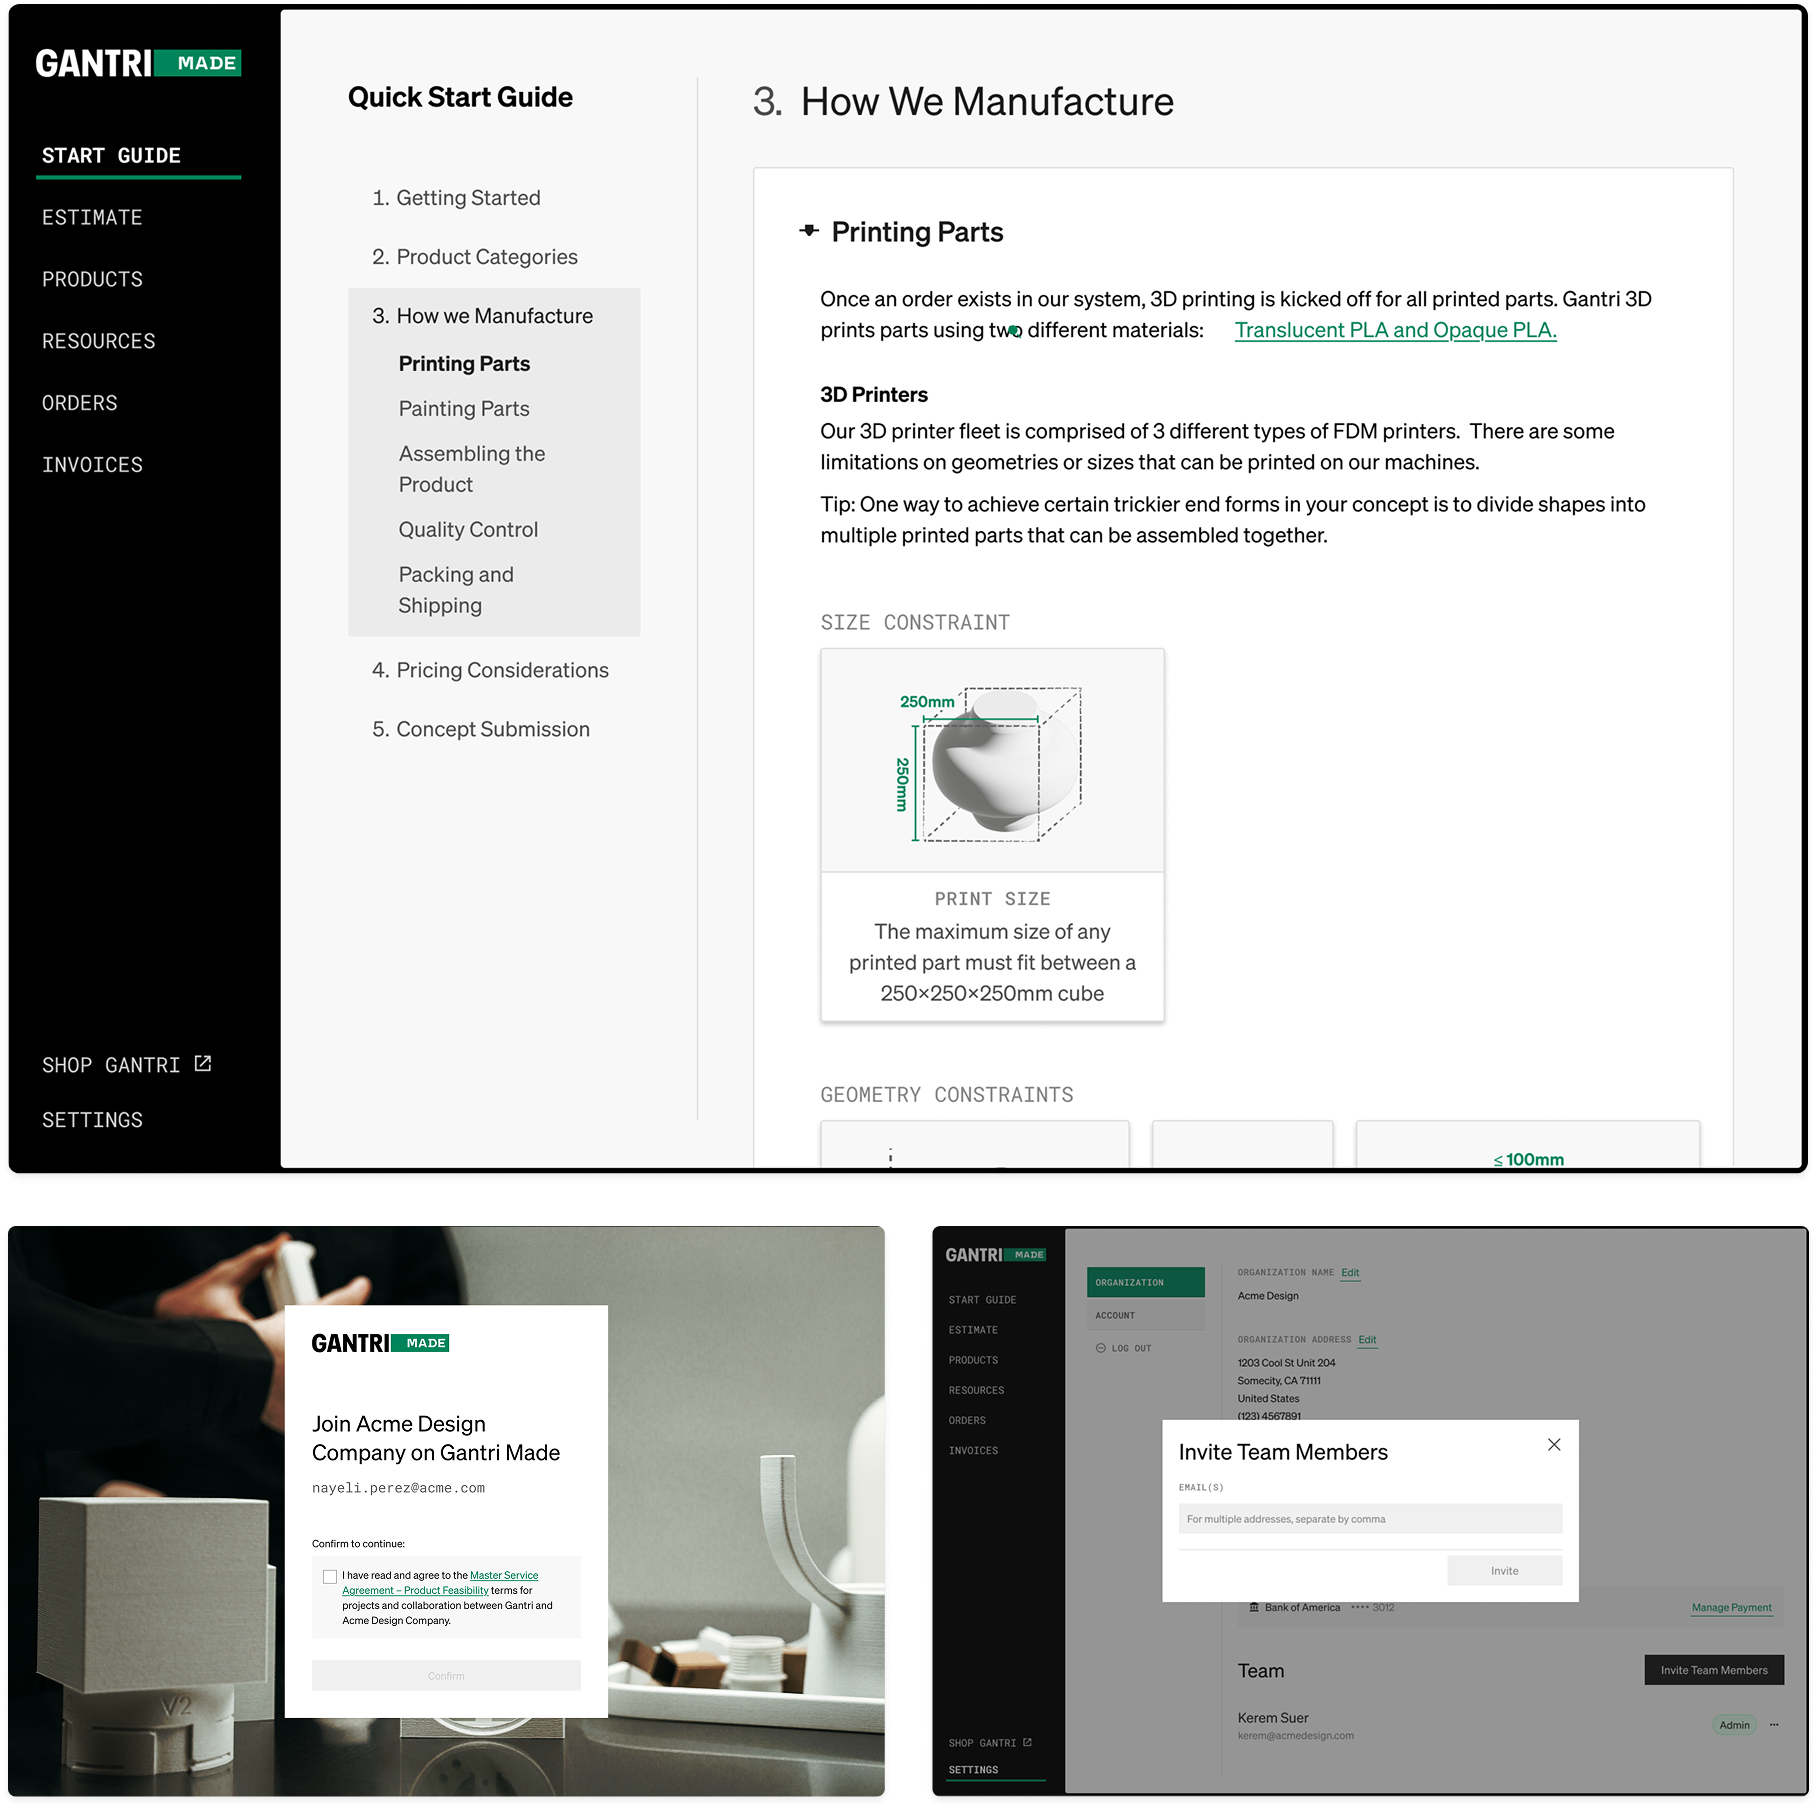 GANTRI MADE
START GUIDE
ESTIMATE
PRODUCTS
RESOURCES
ORDERS
INVOICES
SHOP GANTRI
SETTINGS
Quick Start Guide
1. Getting Started
2. Product Categories
3. How we Manufacture
Printing Parts
Painting Parts
Assembling the
Product
Quality Control
Packing and
Shipping
4. Pricing Considerations
5. Concept Submission
3. How We Manufacture
Printing Parts
Once an order exists in our system, 3D printing is kicked off for all printed parts. Gantri 3D
prints parts using two different materials: Translucent PLA and Opaque PLA.
3D Printers
Our 3D printer fleet is comprised of 3 different types of FDM printers. There are some
limitations on geometries or sizes that can be printed on our machines.
Tip: One way to achieve certain trickier end forms in your concept is to divide shapes into
multiple printed parts that can be assembled together.
SIZE CONSTRAINT
250mm
250mm
PRINT SIZE
The maximum size of any
printed part must fit between a
250×250×250mm cube
GEOMETRY CONSTRAINTS
≤ 100mm
GANTRI MADE
Join Acme Design
Company on Gantri Made
nayeli.perez@acme.com
Confirm to continue:
I have read and agree to the Master Service
Agreement – Product Feasibility terms for
projects and collaboration between Gantri and
Acme Design Company.
Confirm
V2
GANTRI MADE
START GUIDE
ESTIMATE
PRODUCTS
RESOURCES
ORDERS
INVOICES
SHOP GANTRI
SETTINGS
ORGANIZATION
ACCOUNT
LOG OUT
ORGANIZATION NAME Edit
Acme Design
ORGANIZATION ADDRESS Edit
1203 Cool St Unit 204
Somecity, CA 71111
United States
(123) 4567891
Invite Team Members
EMAIL(S)
For multiple addresses, separate by comma
Invite
Bank of America •••• 3012
Manage Payment
Team
Invite Team Members
Kerem Suer
kerem@acmedesign.com
Admin